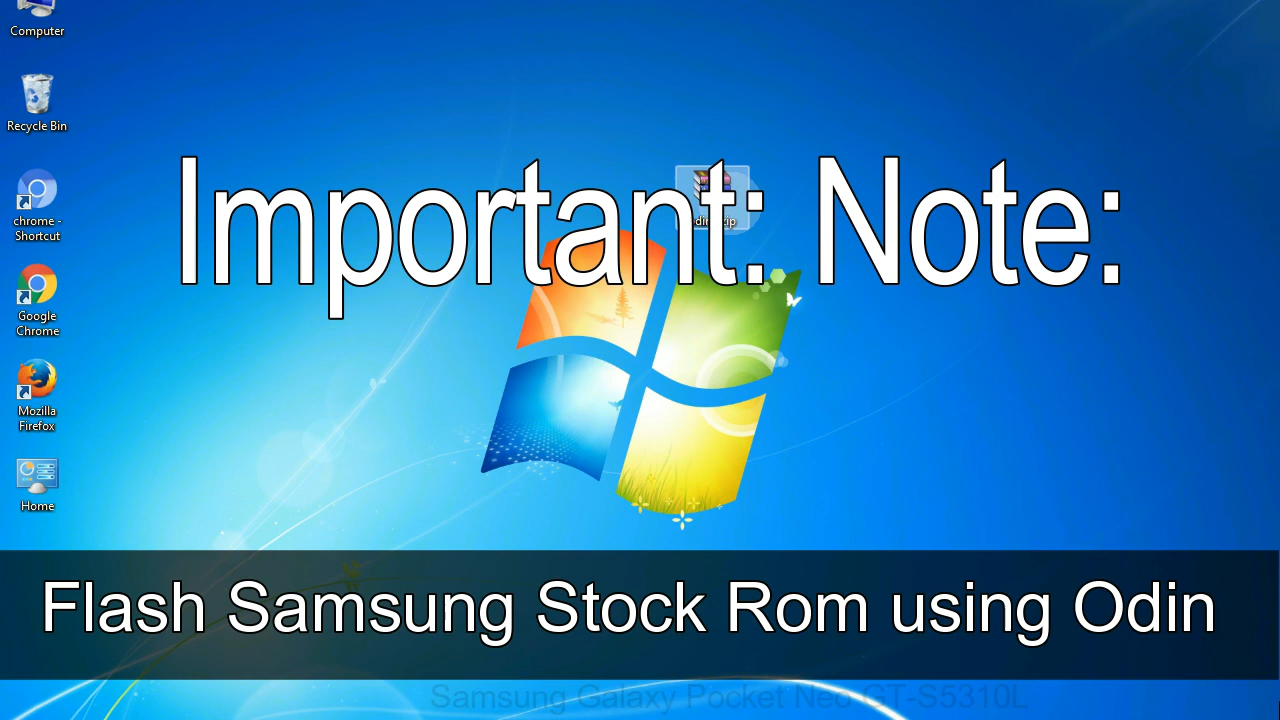 Computer
Recycle Bin
chrome -
Shortcut
Google
Chrome
Mozilla
Firefox
Home
Important: Note:
Flash Samsung Stock Rom using Odin
Samsung Galaxy Pocket Neo GT-S5310L